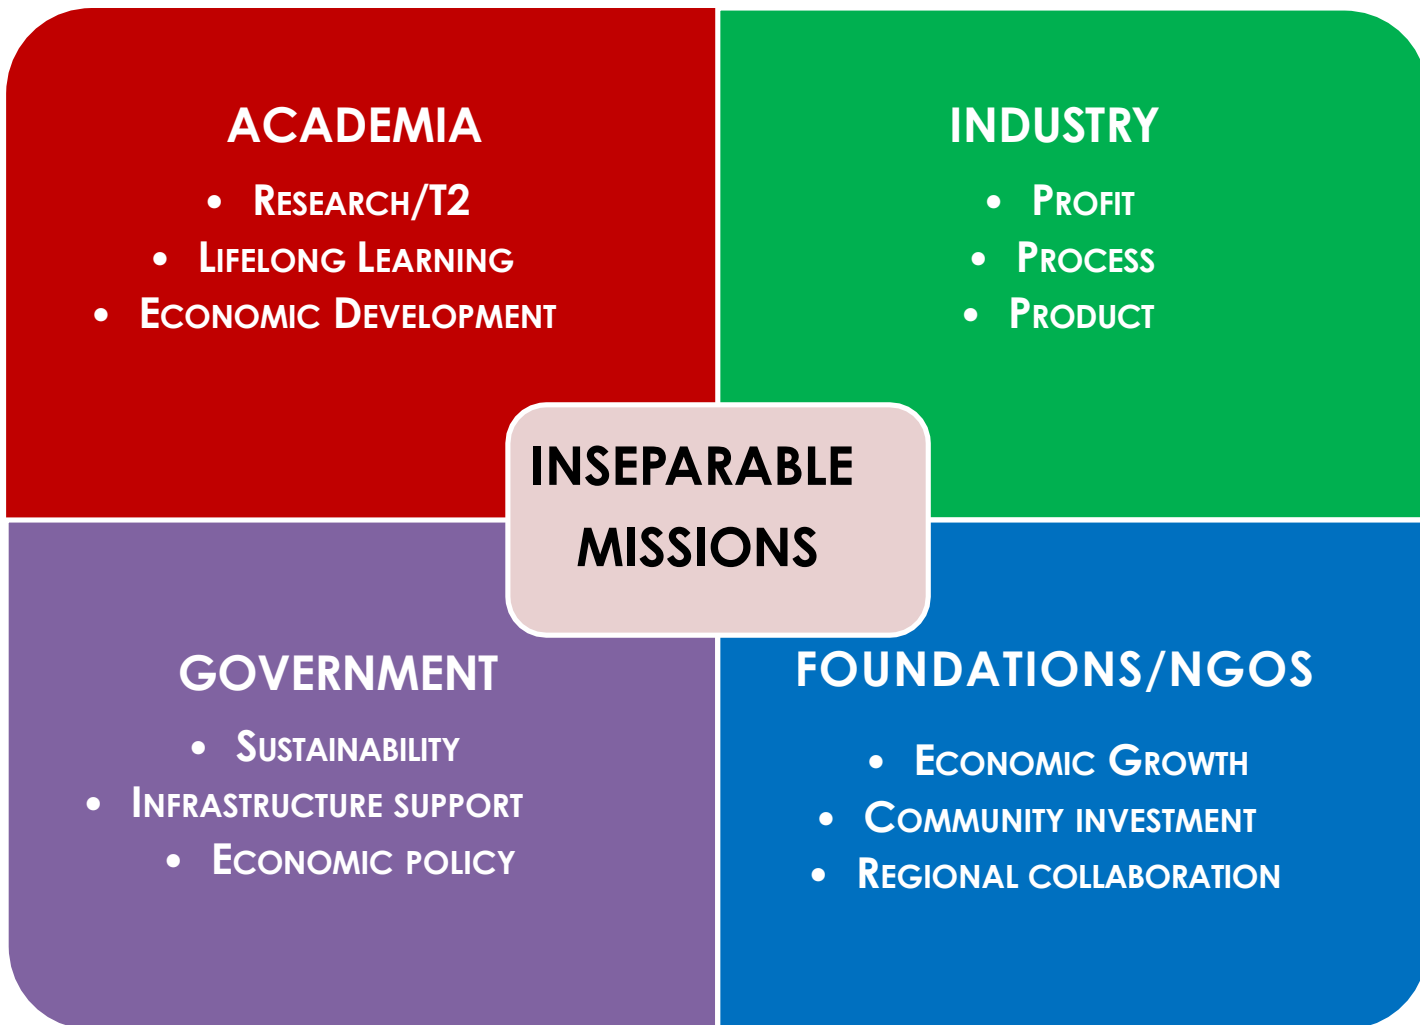 ACADEMIA
• Research/T2
• Lifelong Learning
• Economic Development
INDUSTRY
• Profit
• Process
• Product
INSEPARABLE
MISSIONS
GOVERNMENT
• Sustainability
• Infrastructure support
• Economic policy
FOUNDATIONS/NGOS
• Economic Growth
• Community investment
• Regional collaboration